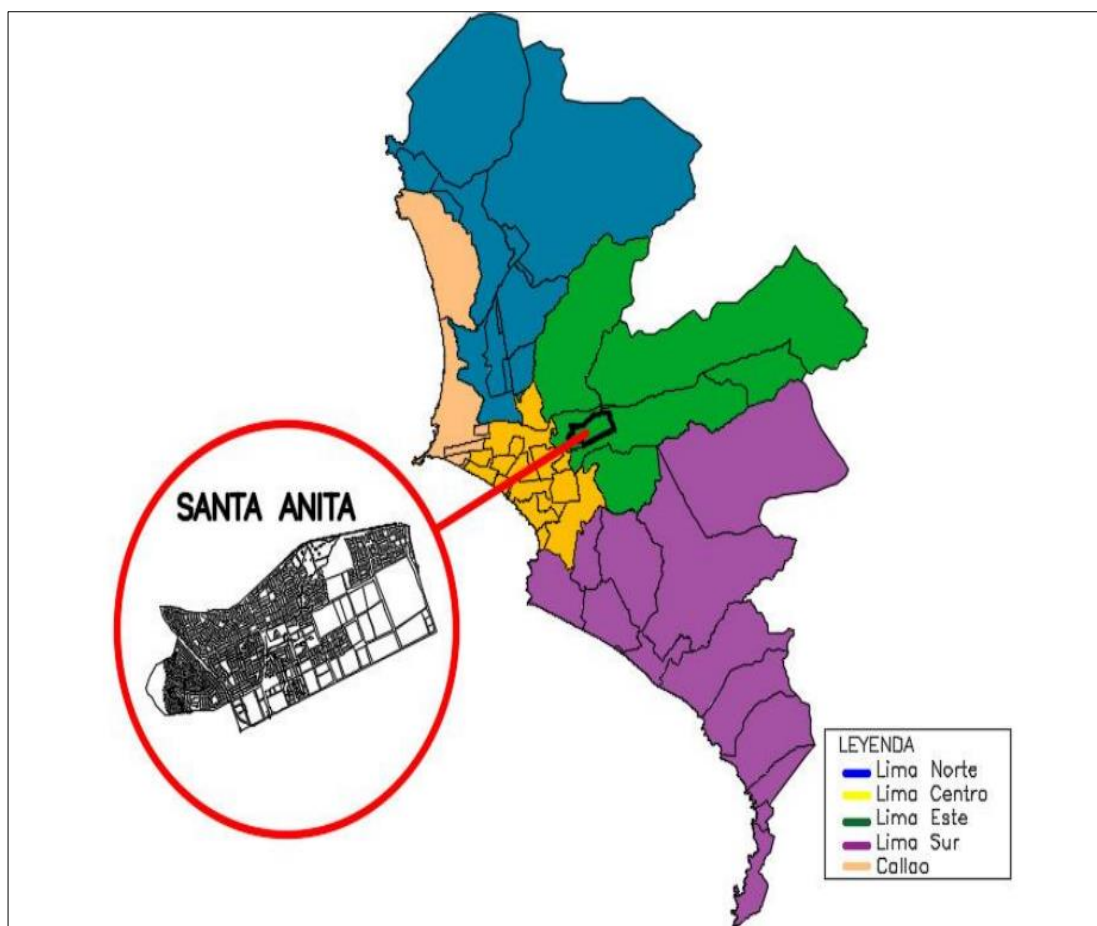 SANTA ANITA
LEYENDA
Lima Norte
Lima Centro
Lima Este
Lima Sur
Callao